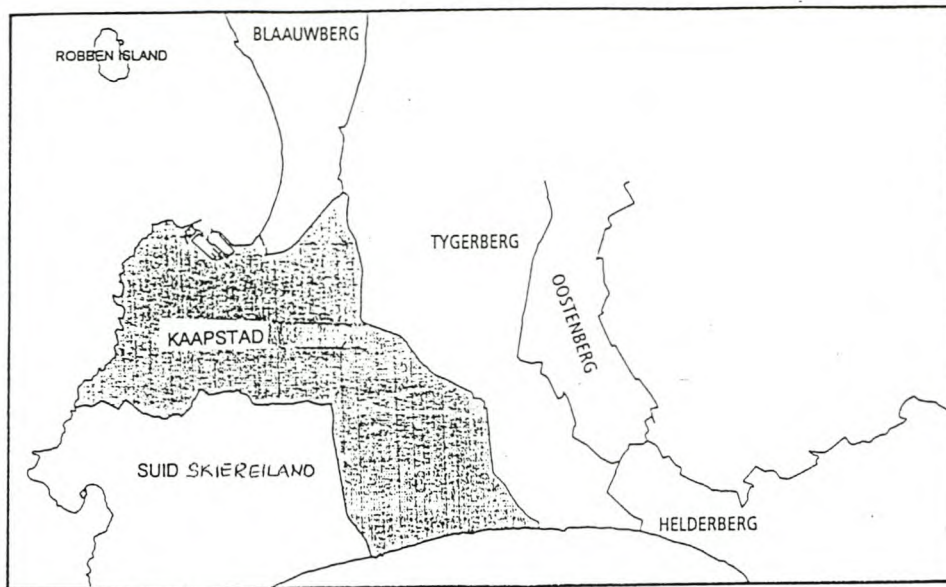 BLAAUWBERG
ROBBEN ISLAND
TYGERBERG
OOSTENBERG
KAAPSTAD
SUID SKIEREILAND
HELDERBERG